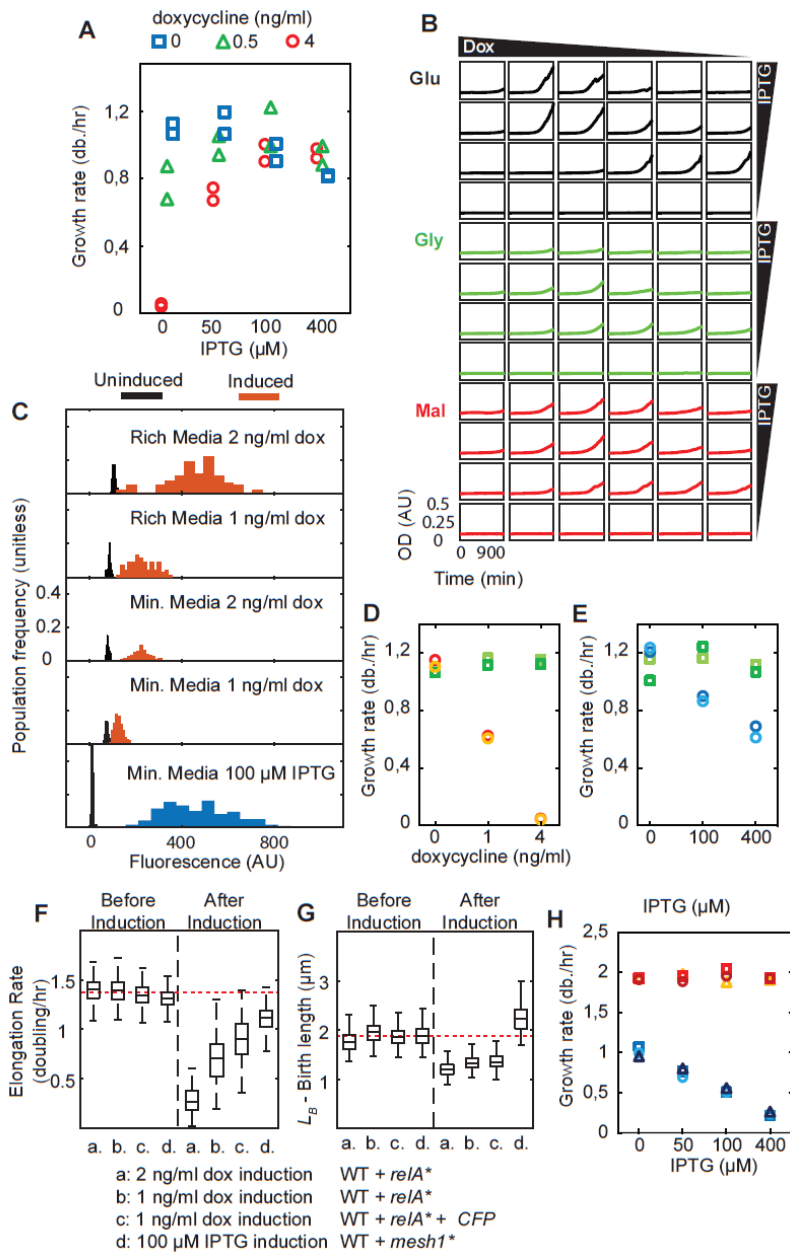 A
doxycycline (ng/ml)
0 0.5 4
Growth rate (db./hr)
1,2
0,8
0,4
0
0 50 100 400
IPTG (µM)
B
Dox
Glu
IPTG
Gly
IPTG
Mal
IPTG
OD (AU)
0.5
0.25
0
0 900
Time (min)
C
Uninduced Induced
Population frequency (unitless)
Rich Media 2 ng/ml dox
Rich Media 1 ng/ml dox
0.4
Min. Media 2 ng/ml dox
0.2
0
Min. Media 1 ng/ml dox
Min. Media 100 µM IPTG
0 400 800
Fluorescence (AU)
D
Growth rate (db./hr)
1,2
0,8
0,4
0
0 1 4
doxycycline (ng/ml)
E
Growth rate (db./hr)
1,2
0,8
0,4
0
0 100 400
IPTG (µM)
F
Before Induction
After Induction
Elongation Rate
(doubling/hr)
1.5
1
0.5
a. b. c. d. a. b. c. d.
G
Before Induction
After Induction
LB - Birth length (µm)
3
2
1
a. b. c. d. a. b. c. d.
a: 2 ng/ml dox induction WT + relA*
b: 1 ng/ml dox induction WT + relA*
c: 1 ng/ml dox induction WT + relA* + CFP
d: 100 µM IPTG induction WT + mesh1*
H
Growth rate (db./hr)
2,5
2
1,5
1
0,5
0
0 50 100 400
IPTG (µM)